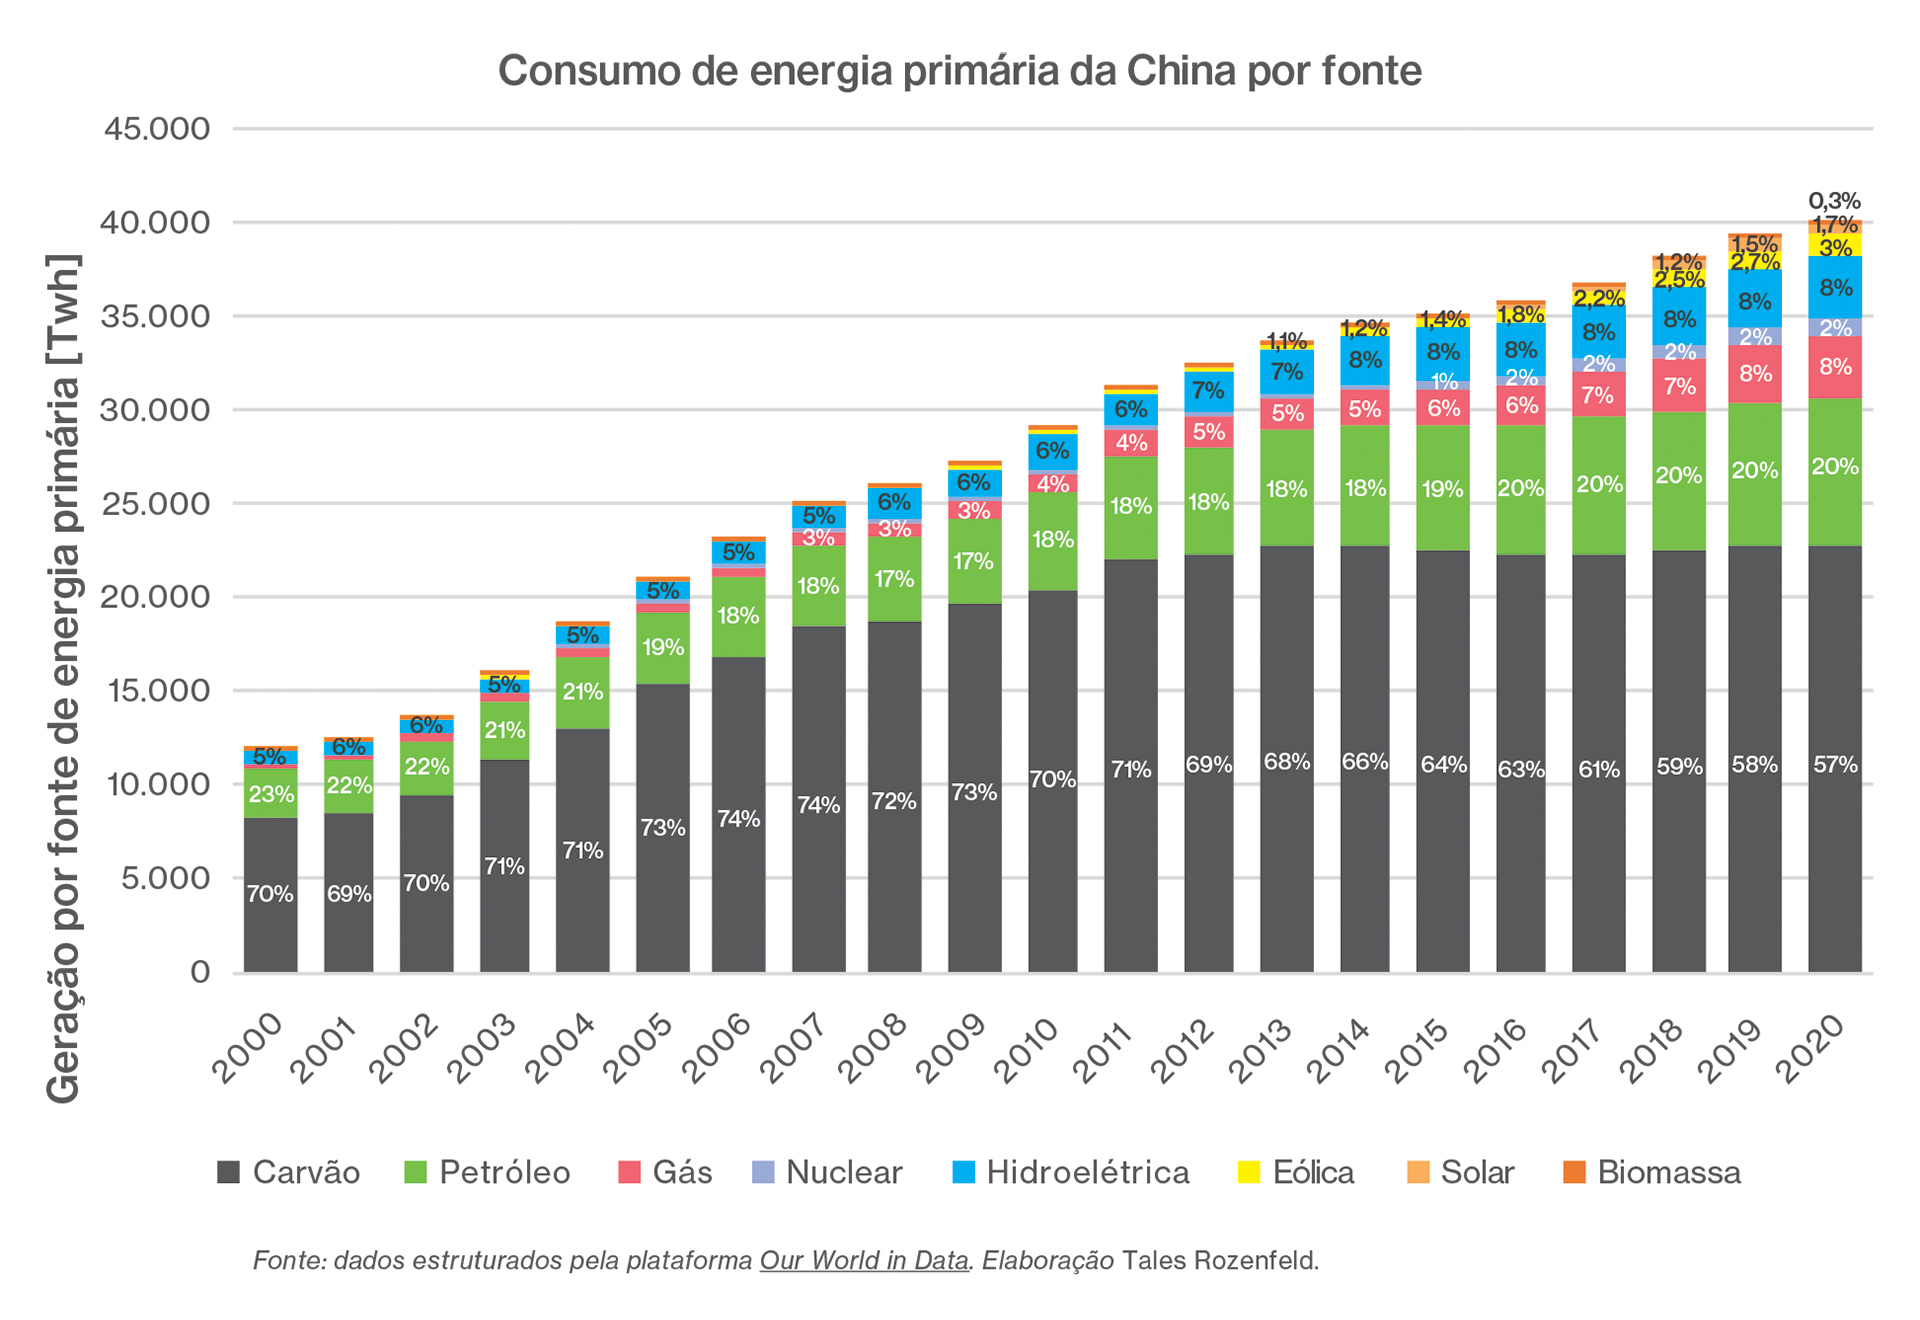 Consumo de energia primária da China por fonte
Geração por fonte de energia primária [Twh]
45.000
40.000
35.000
30.000
25.000
20.000
15.000
10.000
5.000
0
0,3%
1,5% 1,7%
1,2% 2,7% 3%
1,1% 1,2% 1,4% 1,8% 2,2% 2,5%
5% 6% 6% 5% 5% 5% 5% 5% 6% 6% 6% 6% 7% 7% 8% 8% 8% 8% 8% 8% 8%
1% 2% 2% 2% 2% 2%
3% 3% 3% 4% 4% 5% 5% 5% 6% 6% 7% 7% 8% 8%
23% 22% 22% 21% 21% 19% 18% 18% 17% 17% 18% 18% 18% 18% 18% 19% 20% 20% 20% 20% 20%
70% 69% 70% 71% 71% 73% 74% 74% 72% 73% 70% 71% 69% 68% 66% 64% 63% 61% 59% 58% 57%
2000 2001 2002 2003 2004 2005 2006 2007 2008 2009 2010 2011 2012 2013 2014 2015 2016 2017 2018 2019 2020
Carvão Petróleo Gás Nuclear Hidroelétrica Eólica Solar Biomassa
Fonte: dados estruturados pela plataforma Our World in Data. Elaboração Tales Rozenfeld.